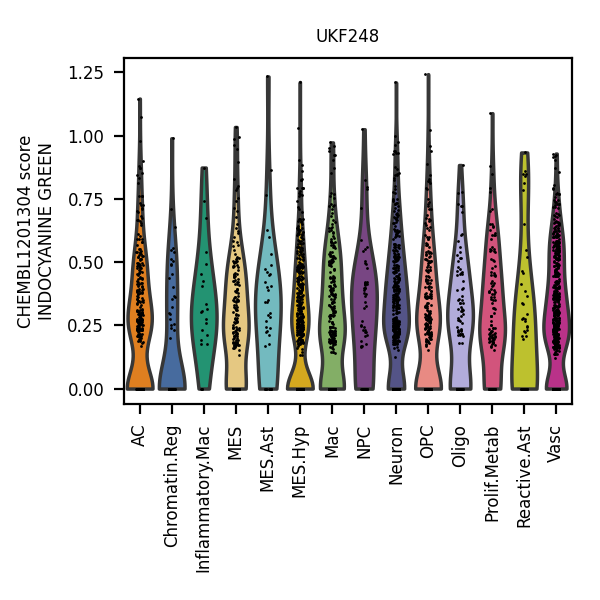 UKF248
CHEMBL1201304 score
INDOCYANINE GREEN
1.25
1.00
0.75
0.50
0.25
0.00
AC
Chromatin.Reg
Inflammatory.Mac
MES
MES.Ast
MES.Hyp
Mac
NPC
Neuron
OPC
Oligo
Prolif.Metab
Reactive.Ast
Vasc